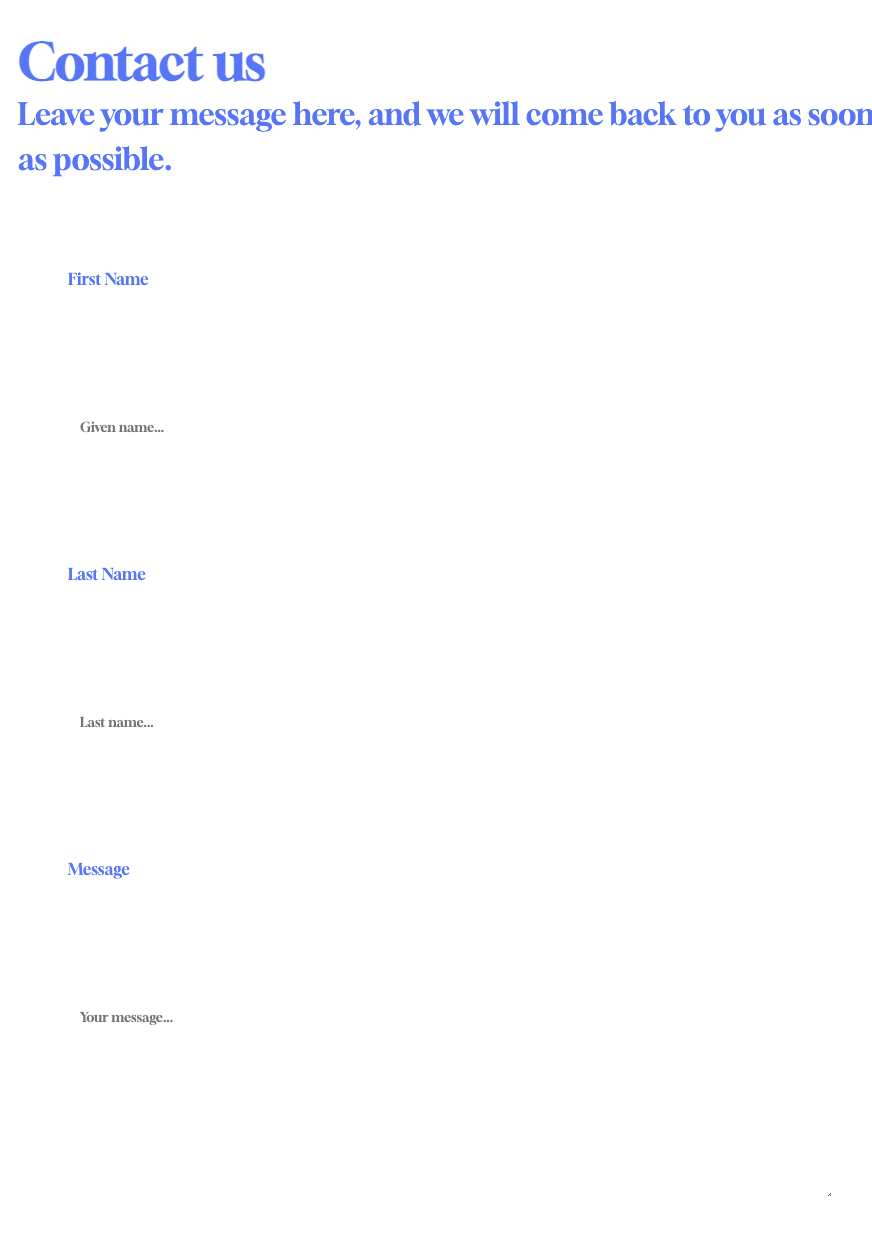 Contact us
Leave your message here, and we will come back to you as soon
as possible.
First Name
Given name...
Last Name
Last name...
Message
Your message...